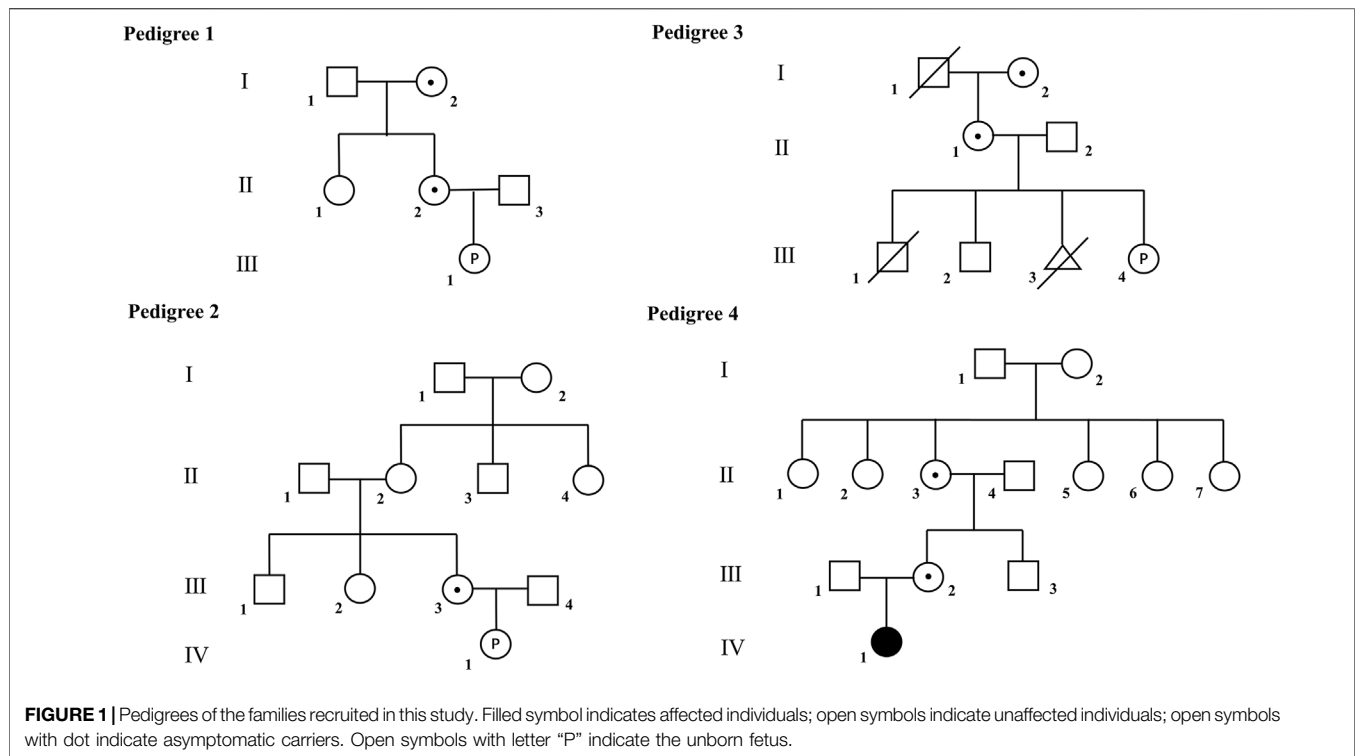 Pedigree 1
I
1
2
II
1
2
3
III
P
1
Pedigree 3
I
1
2
II
1
2
III
1
2
3
P
4
Pedigree 2
I
1
2
II
1
2
3
4
III
1
2
3
4
IV
P
1
Pedigree 4
I
1
2
II
1
2
3
4
5
6
7
III
1
2
3
IV
1
FIGURE 1 | Pedigrees of the families recruited in this study. Filled symbol indicates affected individuals; open symbols indicate unaffected individuals; open symbols
with dot indicate asymptomatic carriers. Open symbols with letter “P” indicate the unborn fetus.